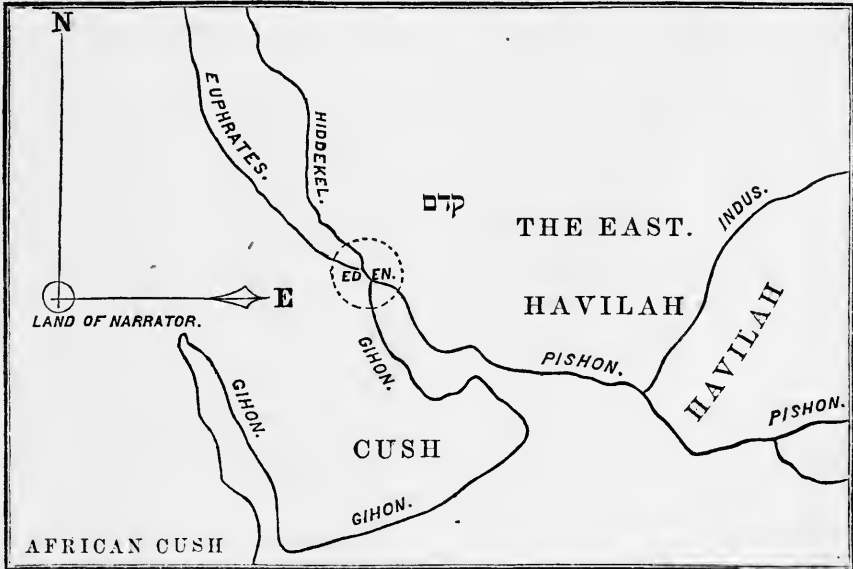 N
EUPHRATES.
HIDDEKEL.
קדם
THE EAST.
INDUS.
ED EN.
E
LAND OF NARRATOR.
HAVILAH
HAVILAH
GIHON.
GIHON.
PISHON.
PISHON.
CUSH
GIHON.
AFRICAN CUSH